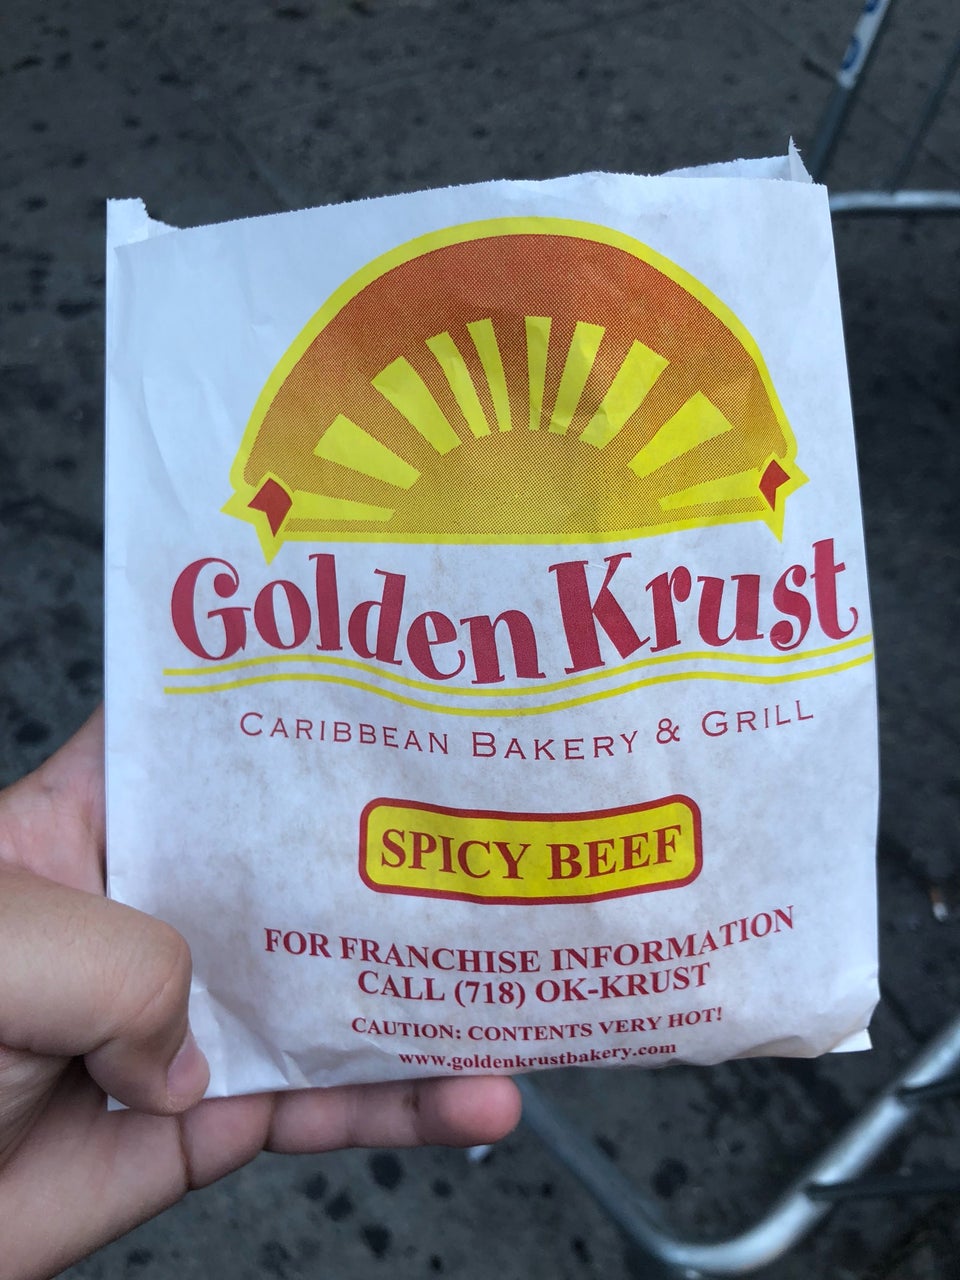 Golden Krust
CARIBBEAN BAKERY & GRILL
SPICY BEEF
FOR FRANCHISE INFORMATION
CALL (718) OK-KRUST
CAUTION: CONTENTS VERY HOT!
www.goldenkrustbakery.com